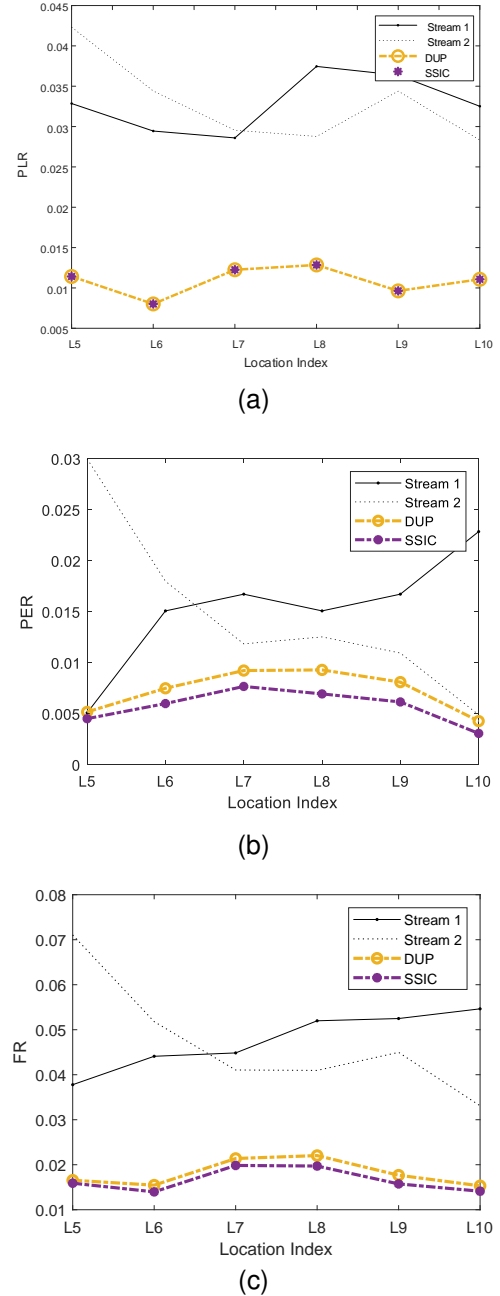 0.045
0.04
0.035
0.03
0.025
0.02
0.015
0.01
0.005
PLR
Stream 1
Stream 2
DUP
SSIC
L5 L6 L7 L8 L9 L10
Location Index
(a)
0.03
0.025
0.02
0.015
0.01
0.005
0
PER
Stream 1
Stream 2
DUP
SSIC
L5 L6 L7 L8 L9 L10
Location Index
(b)
0.08
0.07
0.06
0.05
0.04
0.03
0.02
0.01
FR
Stream 1
Stream 2
DUP
SSIC
L5 L6 L7 L8 L9 L10
Location Index
(c)